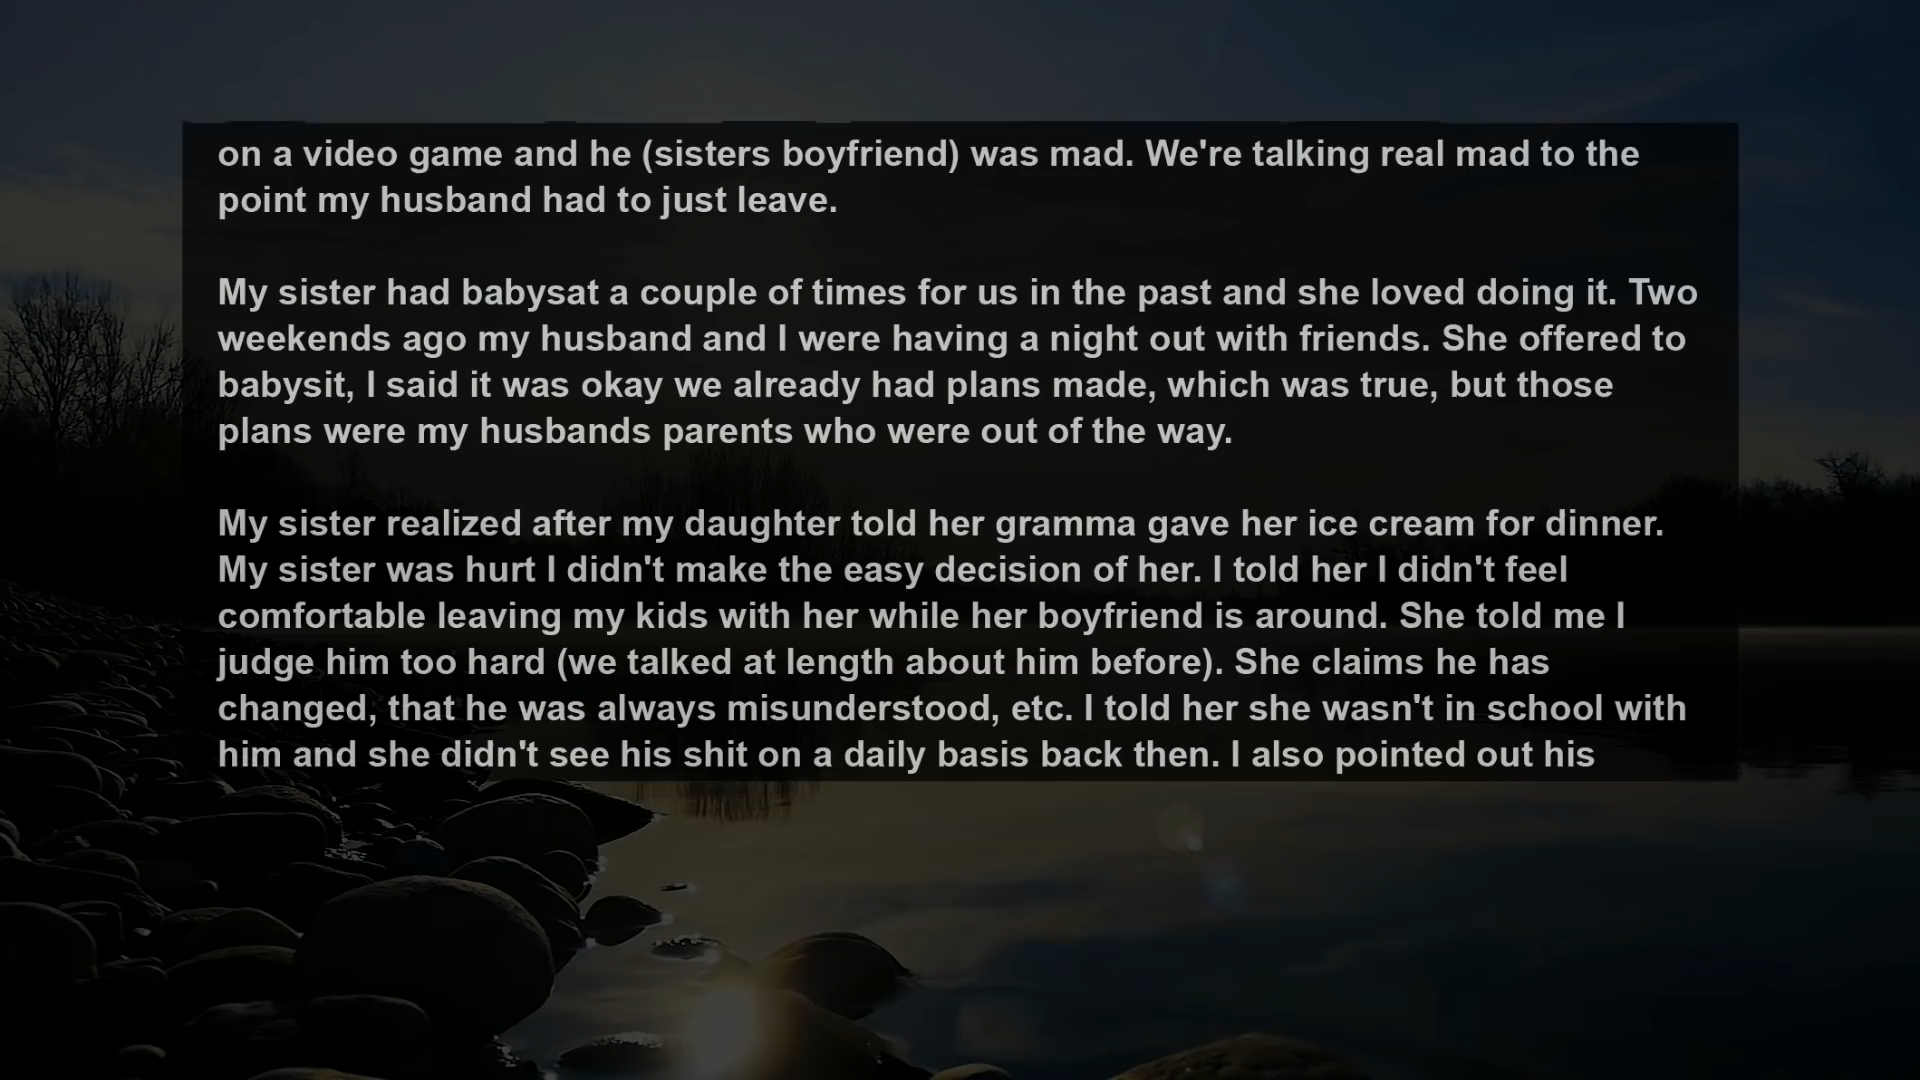 on a video game and he (sisters boyfriend) was mad. We're talking real mad to the
point my husband had to just leave.
My sister had babysat a couple of times for us in the past and she loved doing it. Two
weekends ago my husband and I were having a night out with friends. She offered to
babysit, I said it was okay we already had plans made, which was true, but those
plans were my husbands parents who were out of the way.
My sister realized after my daughter told her gramma gave her ice cream for dinner.
My sister was hurt I didn't make the easy decision of her. I told her I didn't feel
comfortable leaving my kids with her while her boyfriend is around. She told me I
judge him too hard (we talked at length about him before). She claims he has
changed, that he was always misunderstood, etc. I told her she wasn't in school with
him and she didn't see his shit on a daily basis back then. I also pointed out his